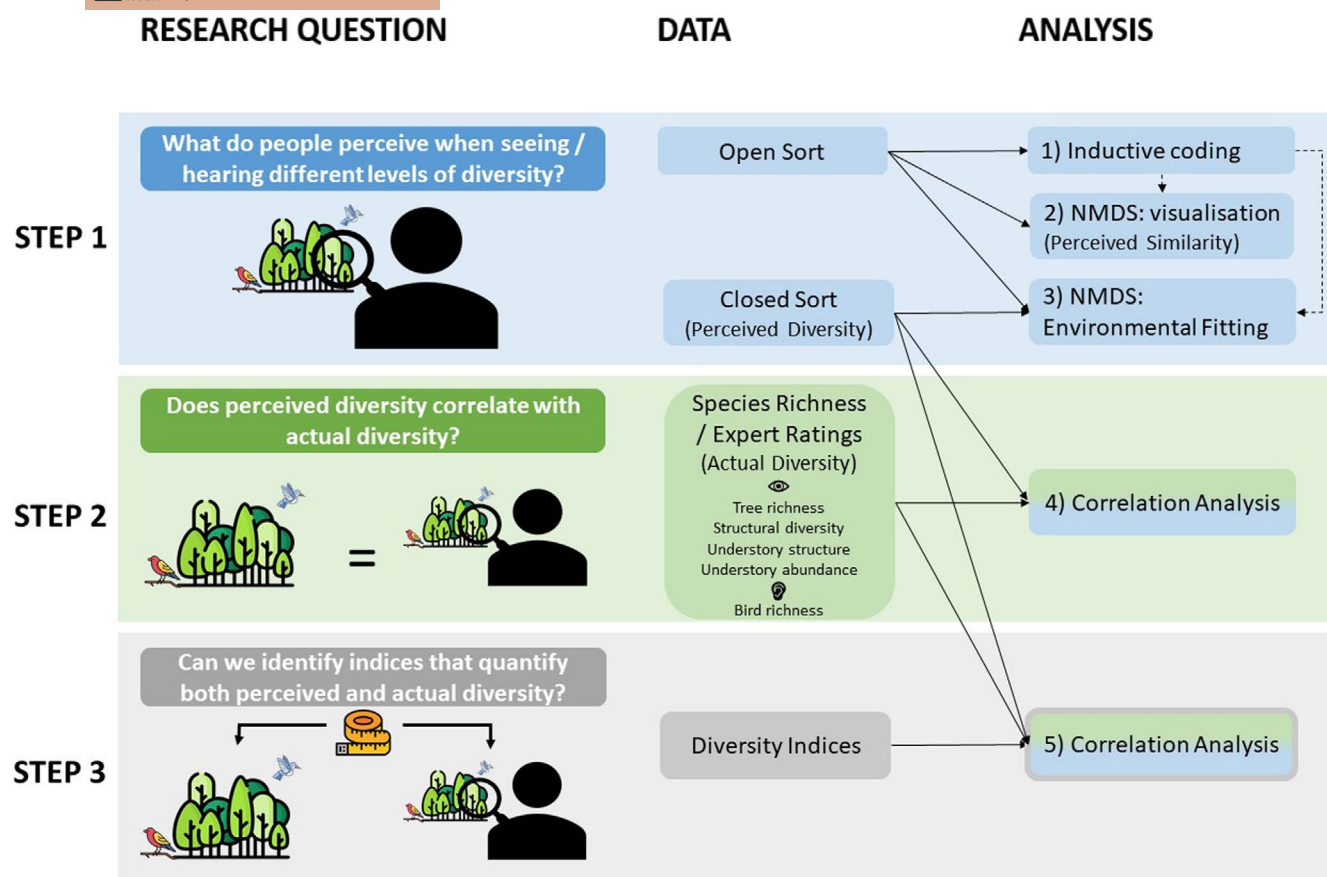 RESEARCH QUESTION
DATA
ANALYSIS
STEP 1
What do people perceive when seeing /
hearing different levels of diversity?
Open Sort
Closed Sort
(Perceived Diversity)
1) Inductive coding
2) NMDS: visualisation
(Perceived Similarity)
3) NMDS:
Environmental Fitting
STEP 2
Does perceived diversity correlate with
actual diversity?
=
Species Richness
/ Expert Ratings
(Actual Diversity)
Tree richness
Structural diversity
Understory structure
Understory abundance
Bird richness
4) Correlation Analysis
STEP 3
Can we identify indices that quantify
both perceived and actual diversity?
Diversity Indices
5) Correlation Analysis